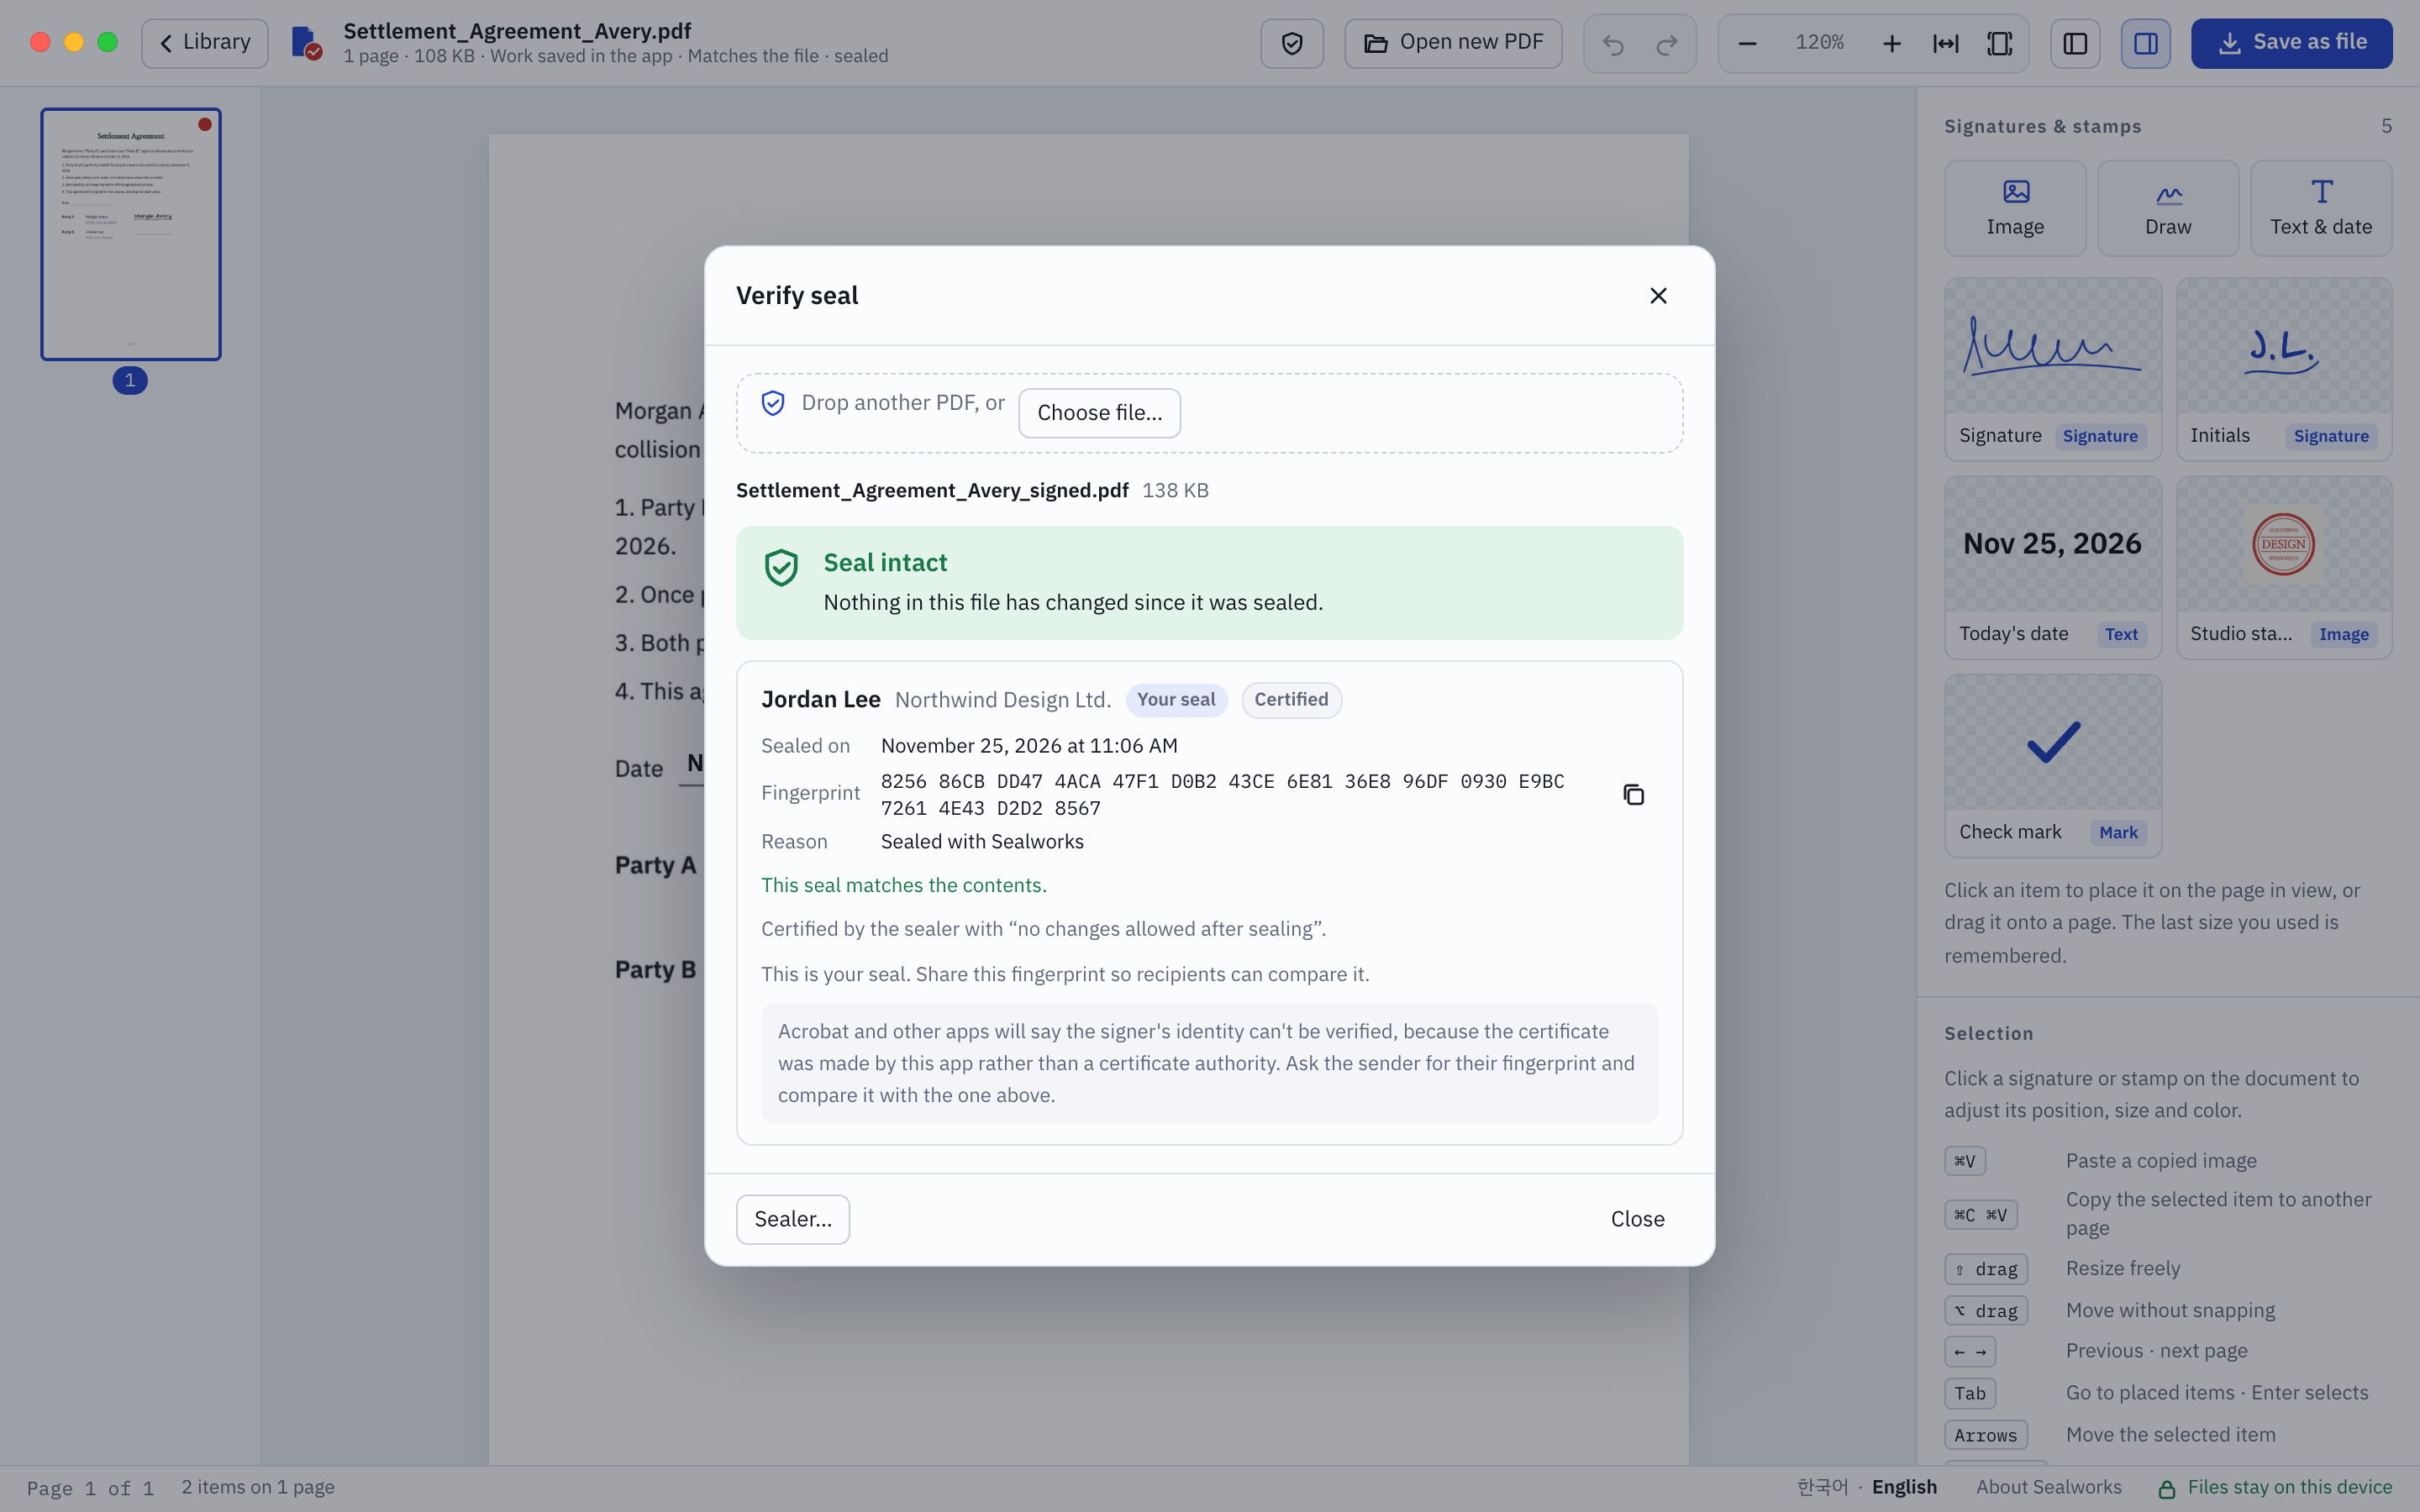 Library
Settlement_Agreement_Avery.pdf
1 page · 108 KB · Work saved in the app · Matches the file · sealed
Open new PDF
120%
Save as file
Settlement Agreement
1
Morgan A
collision
1. Party
2026.
2. Once p
3. Both p
4. This ag
Date N
Party A
Party B
Verify seal
Drop another PDF, or Choose file...
Settlement_Agreement_Avery_signed.pdf 138 KB
Seal intact
Nothing in this file has changed since it was sealed.
Jordan Lee Northwind Design Ltd. Your seal Certified
Sealed on November 25, 2026 at 11:06 AM
Fingerprint 8256 86CB DD47 4ACA 47F1 D0B2 43CE 6E81 36E8 96DF 0930 E9BC
7261 4E43 D2D2 8567
Reason Sealed with Sealworks
This seal matches the contents.
Certified by the sealer with “no changes allowed after sealing”.
This is your seal. Share this fingerprint so recipients can compare it.
Acrobat and other apps will say the signer's identity can't be verified, because the certificate
was made by this app rather than a certificate authority. Ask the sender for their fingerprint and
compare it with the one above.
Sealer...
Close
Signatures & stamps 5
Image Draw Text & date
J.L.
Signature Signature
Initials Signature
Nov 25, 2026
NORTHWIND
DESIGN
SPRINGFIELD
Today's date Text
Studio sta... Image
Check mark Mark
Click an item to place it on the page in view, or
drag it onto a page. The last size you used is
remembered.
Selection
Click a signature or stamp on the document to
adjust its position, size and color.
⌘V Paste a copied image
⌘C ⌘V Copy the selected item to another
page
⇧ drag Resize freely
⌥ drag Move without snapping
← → Previous · next page
Tab Go to placed items · Enter selects
Arrows Move the selected item
Page 1 of 1 2 items on 1 page
한국어 · English About Sealworks Files stay on this device